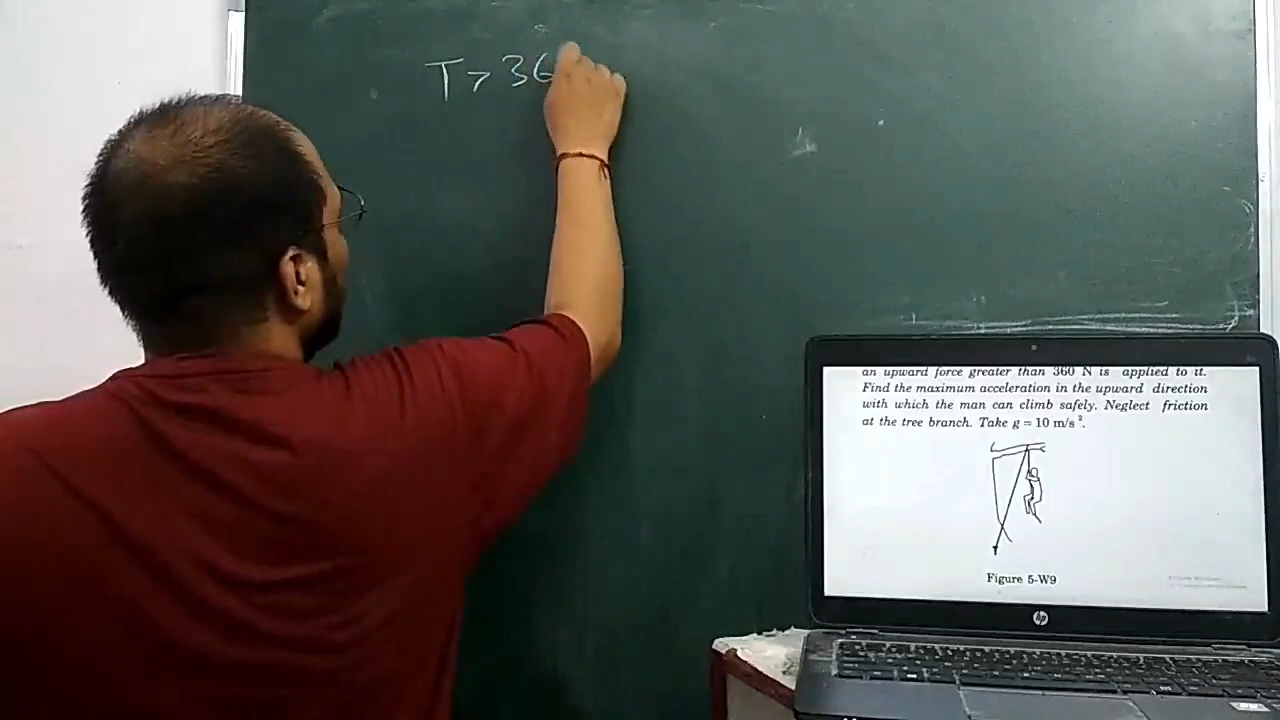 T > 36
an upward force greater than 360 N is applied to it.
Find the maximum acceleration in the upward direction
with which the man can climb safely. Neglect friction
at the tree branch. Take g = 10 m/s².
Figure 5-W9
hp